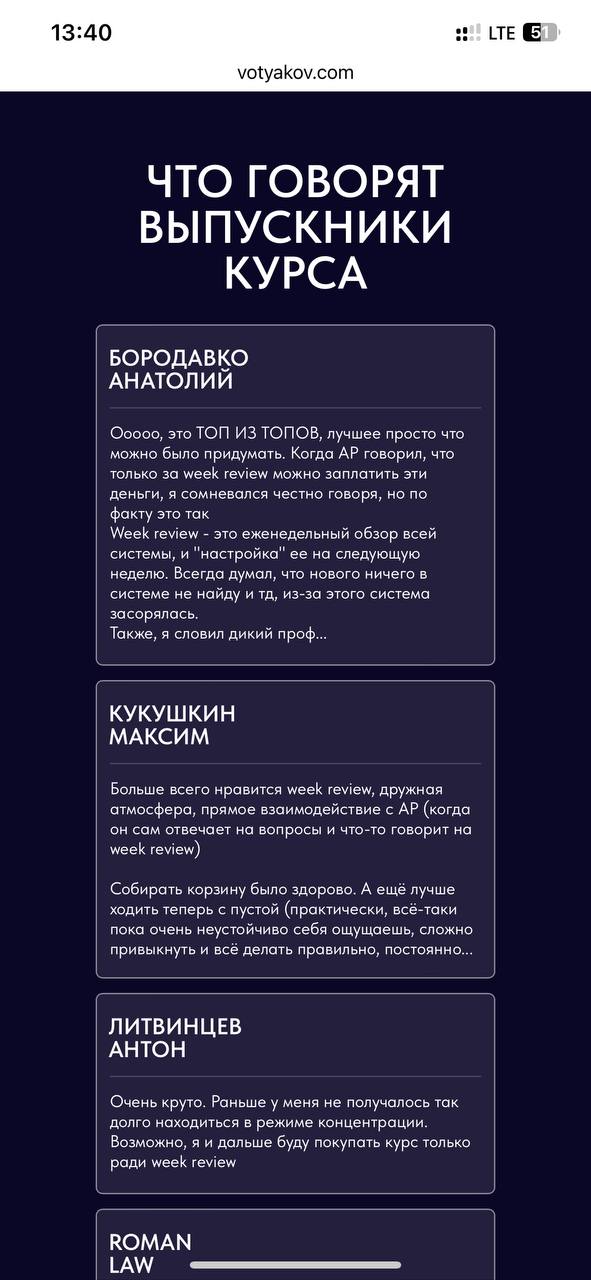 13:40
LTE 51
votyakov.com
ЧТО ГОВОРЯТ
ВЫПУСКНИКИ
КУРСА
БОРОДАВКО
АНАТОЛИЙ
Ооооо, это ТОП ИЗ ТОПОВ, лучшее просто что
можно было придумать. Когда АР говорил, что
только за week review можно заплатить эти
деньги, я сомневался честно говоря, но по
факту это так
Week review - это еженедельный обзор всей
системы, и "настройка" ее на следующую
неделю. Всегда думал, что нового ничего в
системе не найду и тд, из-за этого система
засорялась.
Также, я словил дикий проф...
КУКУШКИН
МАКСИМ
Больше всего нравится week review, дружная
атмосфера, прямое взаимодействие с АР (когда
он сам отвечает на вопросы и что-то говорит на
week review)
Собирать корзину было здорово. А ещё лучше
ходить теперь с пустой (практически, всё-таки
пока очень неустойчиво себя ощущаешь, сложно
привыкнуть и всё делать правильно, постоянно...
ЛИТВИНЦЕВ
АНТОН
Очень круто. Раньше у меня не получалось так
долго находиться в режиме концентрации.
Возможно, я и дальше буду покупать курс только
ради week review
ROMAN
LAW